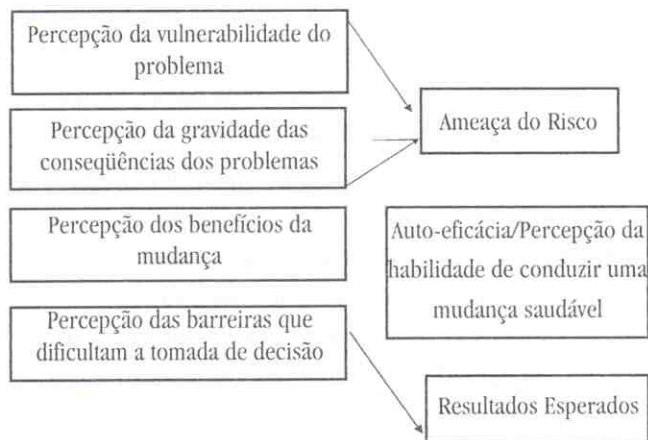 Percepção da vulnerabilidade do
problema
Percepção da gravidade das
conseqüências dos problemas
Ameaça do Risco
Percepção dos benefícios da
mudança
Auto-eficácia/Percepção da
habilidade de conduzir uma
mudança saudável
Percepção das barreiras que
dificultam a tomada de decisão
Resultados Esperados